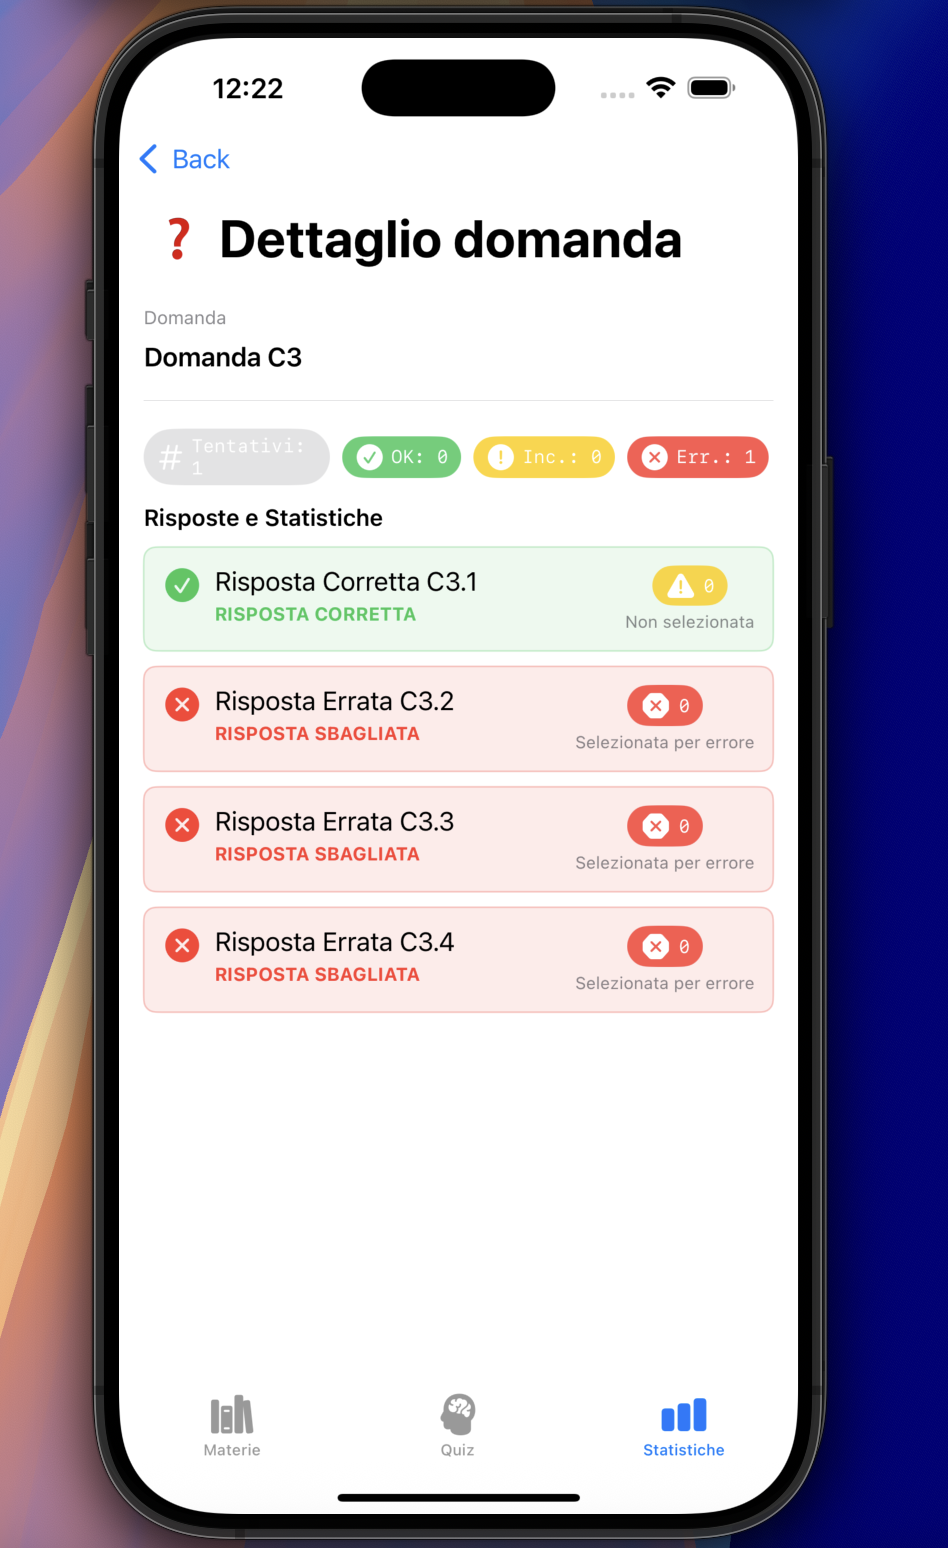 12:22
Back
? Dettaglio domanda
Domanda
Domanda C3
# Tentativi:
1
OK: 0
Inc.: 0
Err.: 1
Risposte e Statistiche
Risposta Corretta C3.1
RISPOSTA CORRETTA
0
Non selezionata
Risposta Errata C3.2
RISPOSTA SBAGLIATA
0
Selezionata per errore
Risposta Errata C3.3
RISPOSTA SBAGLIATA
0
Selezionata per errore
Risposta Errata C3.4
RISPOSTA SBAGLIATA
0
Selezionata per errore
Materie
Quiz
Statistiche